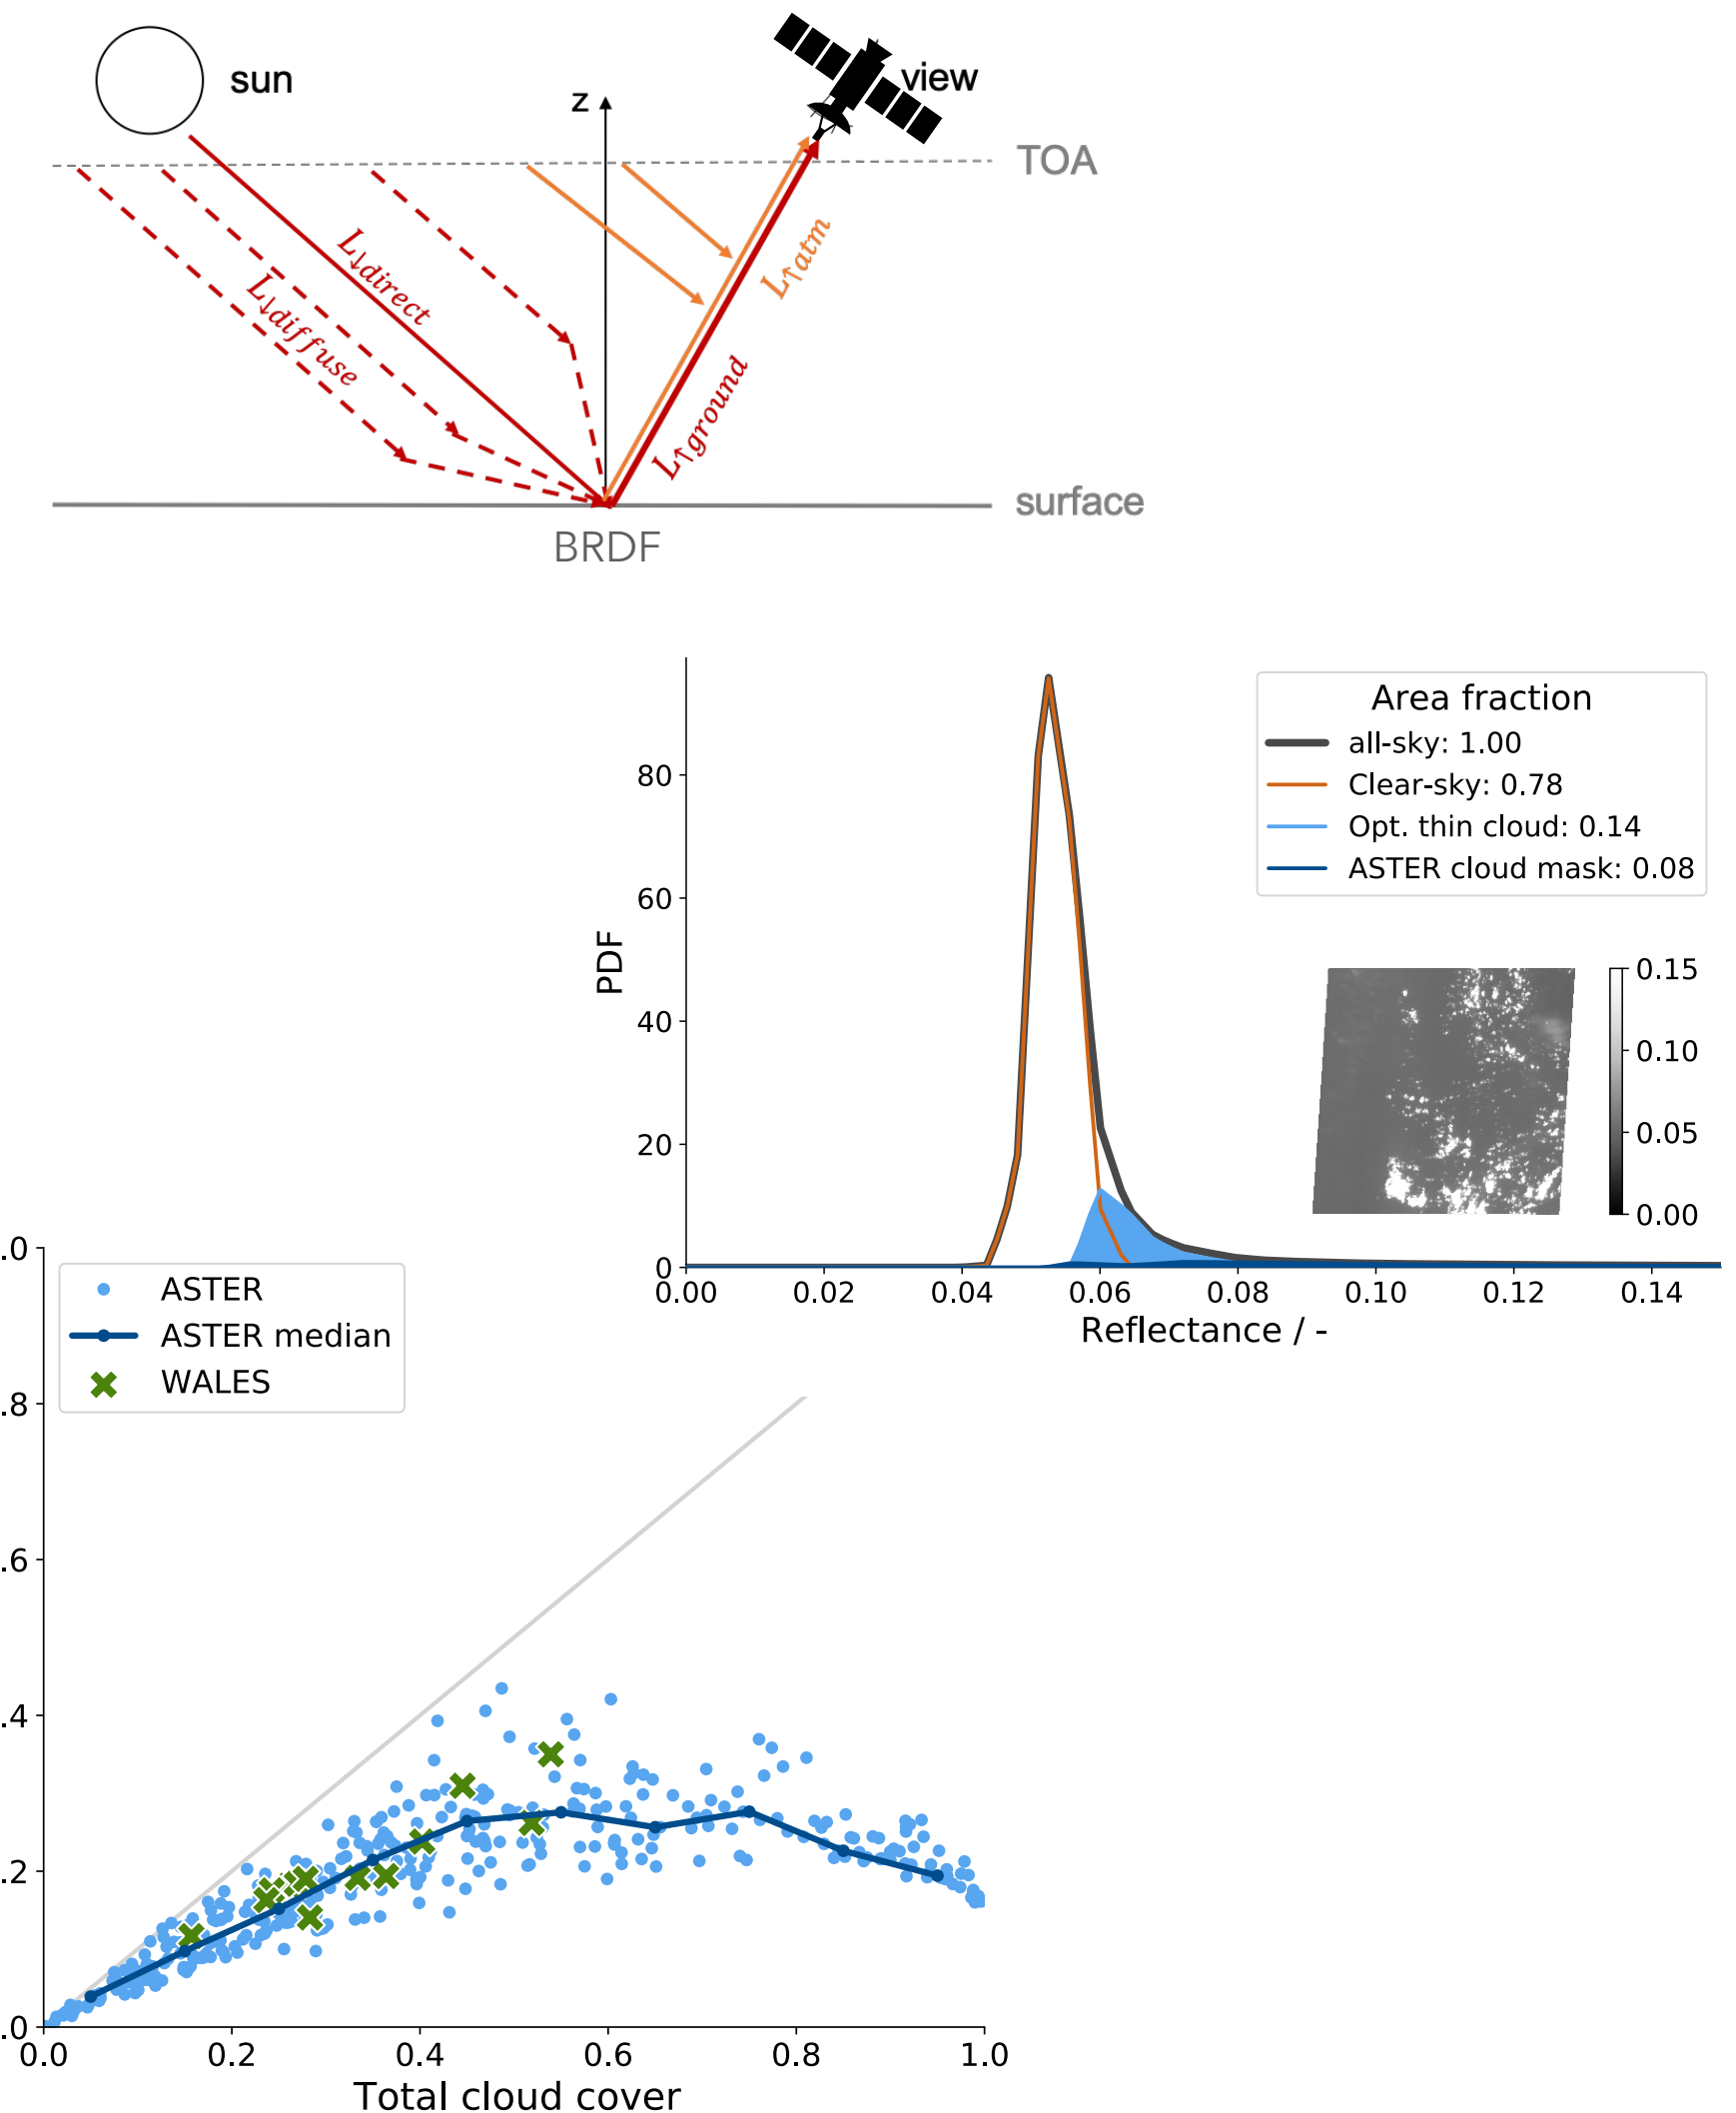 sun
z
view
TOA
L↓direct
L↓diffuse
L↑atm
L↑ground
surface
BRDF
Area fraction
all-sky: 1.00
Clear-sky: 0.78
Opt. thin cloud: 0.14
ASTER cloud mask: 0.08
80
60
40
20
0
PDF
0.15
0.10
0.05
0.00
0.00 0.02 0.04 0.06 0.08 0.10 0.12 0.14
Reflectance / -
ASTER
ASTER median
WALES
.0
.8
.6
.4
.2
.0
0.0 0.2 0.4 0.6 0.8 1.0
Total cloud cover